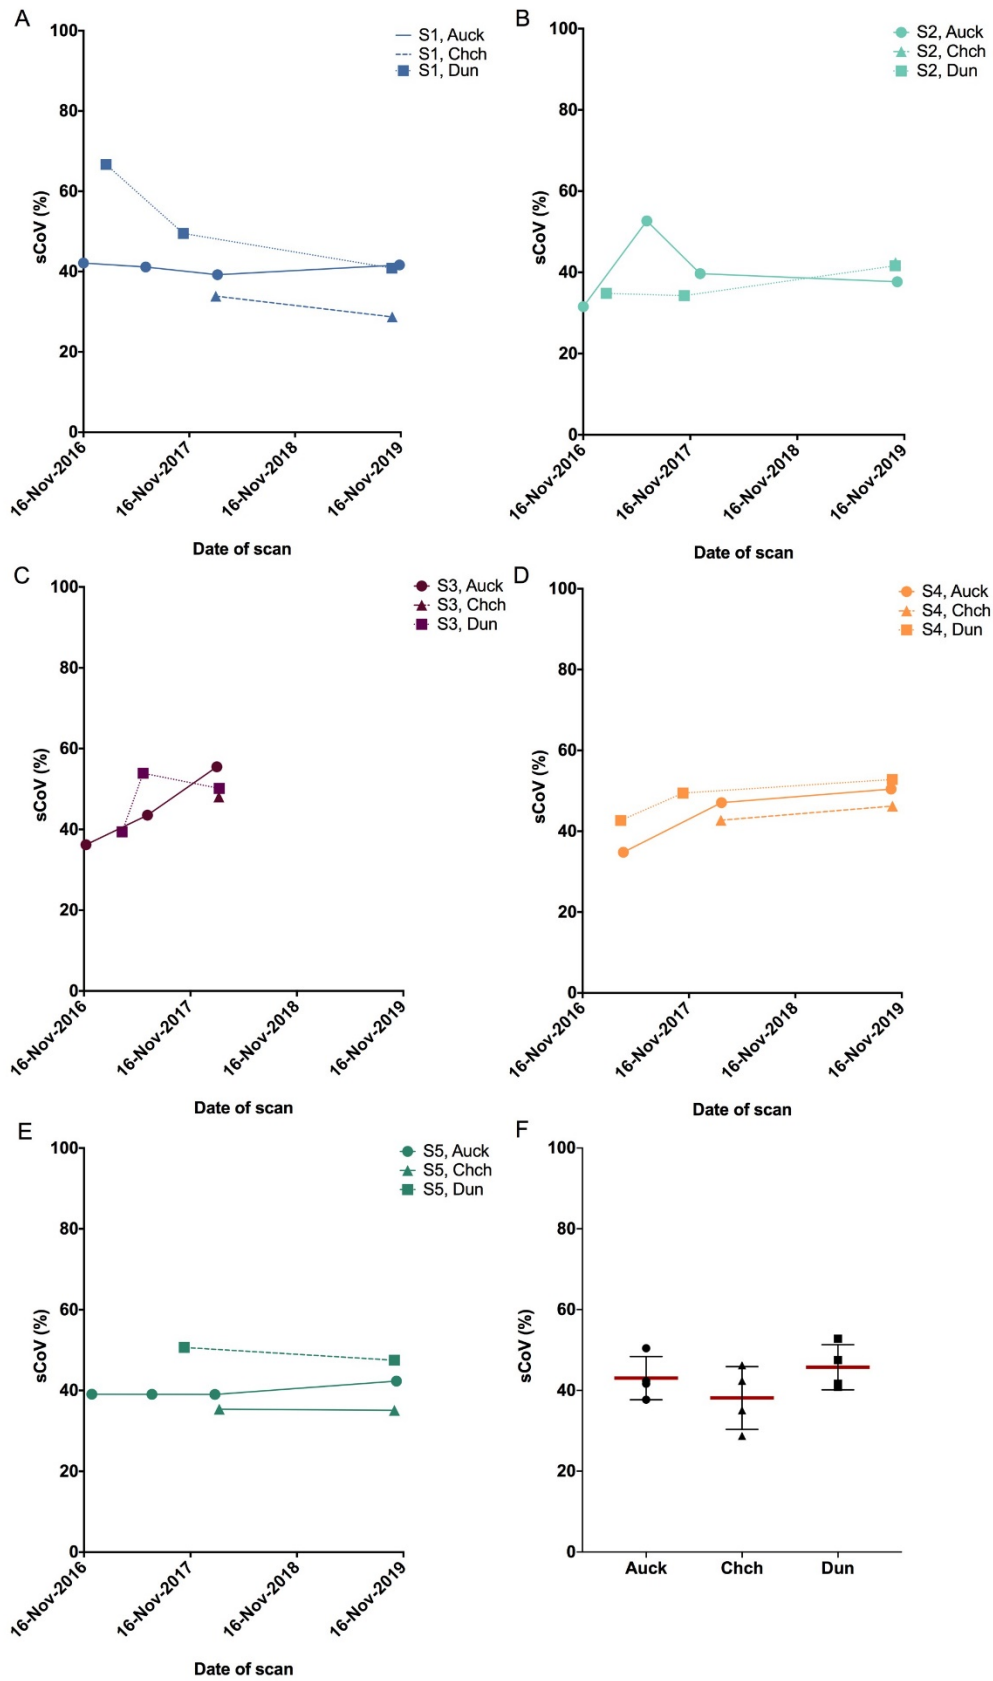 A
S1, Auck
S1, Chch
S1, Dun
100
80
60
40
20
0
sCoV (%)
16-Nov-2016
16-Nov-2017
16-Nov-2018
16-Nov-2019
Date of scan
B
S2, Auck
S2, Chch
S2, Dun
100
80
60
40
20
0
sCoV (%)
16-Nov-2016
16-Nov-2017
16-Nov-2018
16-Nov-2019
Date of scan
C
S3, Auck
S3, Chch
S3, Dun
100
80
60
40
20
0
sCoV (%)
16-Nov-2016
16-Nov-2017
16-Nov-2018
16-Nov-2019
Date of scan
D
S4, Auck
S4, Chch
S4, Dun
100
80
60
40
20
0
sCoV (%)
16-Nov-2016
16-Nov-2017
16-Nov-2018
16-Nov-2019
Date of scan
E
S5, Auck
S5, Chch
S5, Dun
100
80
60
40
20
0
sCoV (%)
16-Nov-2016
16-Nov-2017
16-Nov-2018
16-Nov-2019
Date of scan
F
100
80
60
40
20
0
sCoV (%)
Auck
Chch
Dun